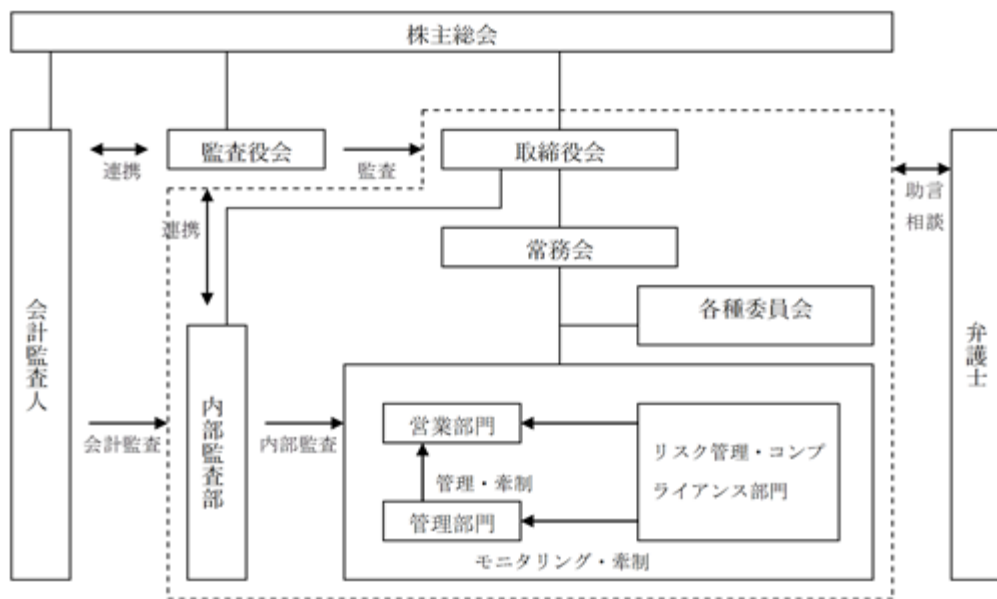 株主総会
連携
監査役会
監査
取締役会
助言
相談
連携
常務会
各種委員会
会計監査人
弁護士
内部監査部
会計監査
内部監査
営業部門
リスク管理・コンプ
ライアンス部門
管理・牽制
管理部門
モニタリング・牽制